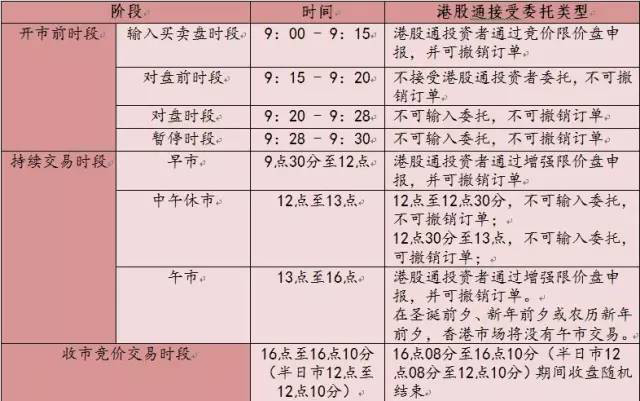 阶段 时间 港股通接受委托类型
开市前时段 输入买卖盘时段 9：00 - 9：15 港股通投资者通过竞价限价盘申
报，并可撤销订单
对盘前时段 9：15 - 9：20 不接受港股通投资者委托，不可撤
销订单
对盘时段 9：20 - 9：28 不可输入委托，不可撤销订单
暂停时段 9：28 - 9：30 不可输入委托，不可撤销订单
持续交易时段 早市 9点30分至12点 港股通投资者通过增强限价盘申
报，并可撤销订单
中午休市 12点至13点 12点至12点30分，不可输入委托，
不可撤销订单；
12点30分至13点，不可输入委托，
可撤销订单；
午市 13点至16点 港股通投资者通过增强限价盘申
报，并可撤销订单。
在圣诞前夕、新年前夕或农历新年
前夕，香港市场将没有午市交易。
收市竞价交易时段 16点至16点10分 16点08分至16点10分（半日市12
（半日市12点至 点08分至12点10分）期间收盘随机
12点10分） 结束